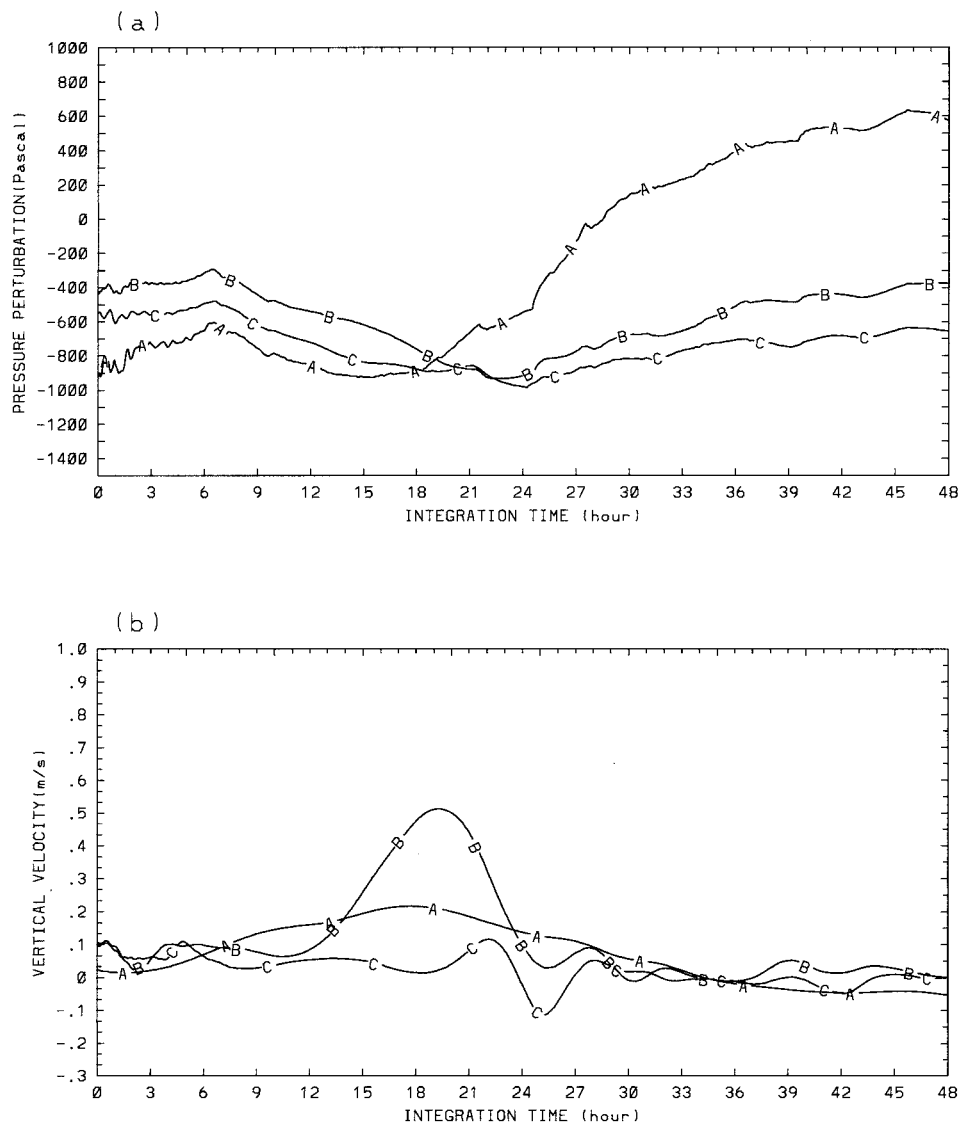 (a)
PRESSURE PERTURBATION(Pascal)
1000
800
600
400
200
0
-200
-400
-600
-800
-1000
-1200
-1400
A A A A A A A A A A A A
B B B B B B B B B
C C C C C C C C
0 3 6 9 12 15 18 21 24 27 30 33 36 39 42 45 48
INTEGRATION TIME (hour)
(b)
VERTICAL VELOCITY(m/s)
1.0
.9
.8
.7
.6
.5
.4
.3
.2
.1
0
-.1
-.2
-.3
A A A A A A A A
B B B B B B B B B B
C C C C C C C C C
0 3 6 9 12 15 18 21 24 27 30 33 36 39 42 45 48
INTEGRATION TIME (hour)